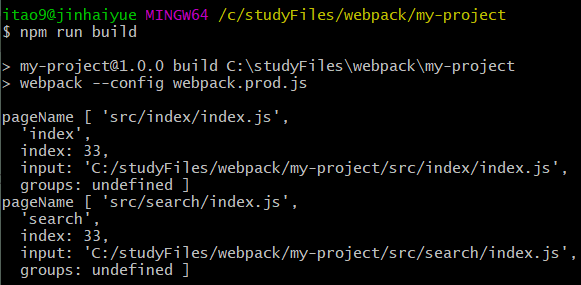 itao9@jinhaiyue MINGW64 /c/studyFiles/webpack/my-project
$ npm run build
> my-project@1.0.0 build C:\studyFiles\webpack\my-project
> webpack --config webpack.prod.js
pageName [ 'src/index/index.js',
  'index',
  index: 33,
  input: 'C:/studyFiles/webpack/my-project/src/index/index.js',
  groups: undefined ]
pageName [ 'src/search/index.js',
  'search',
  index: 33,
  input: 'C:/studyFiles/webpack/my-project/src/search/index.js',
  groups: undefined ]